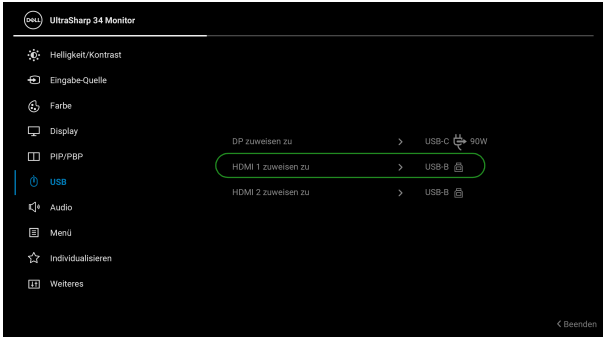 DELL UltraSharp 34 Monitor
Helligkeit/Kontrast
Eingabe-Quelle
Farbe
Display
DP zuweisen zu > USB-C 90W
PIP/PBP
HDMI 1 zuweisen zu > USB-B
USB
HDMI 2 zuweisen zu > USB-B
Audio
Menü
Individualisieren
Weiteres
< Beenden